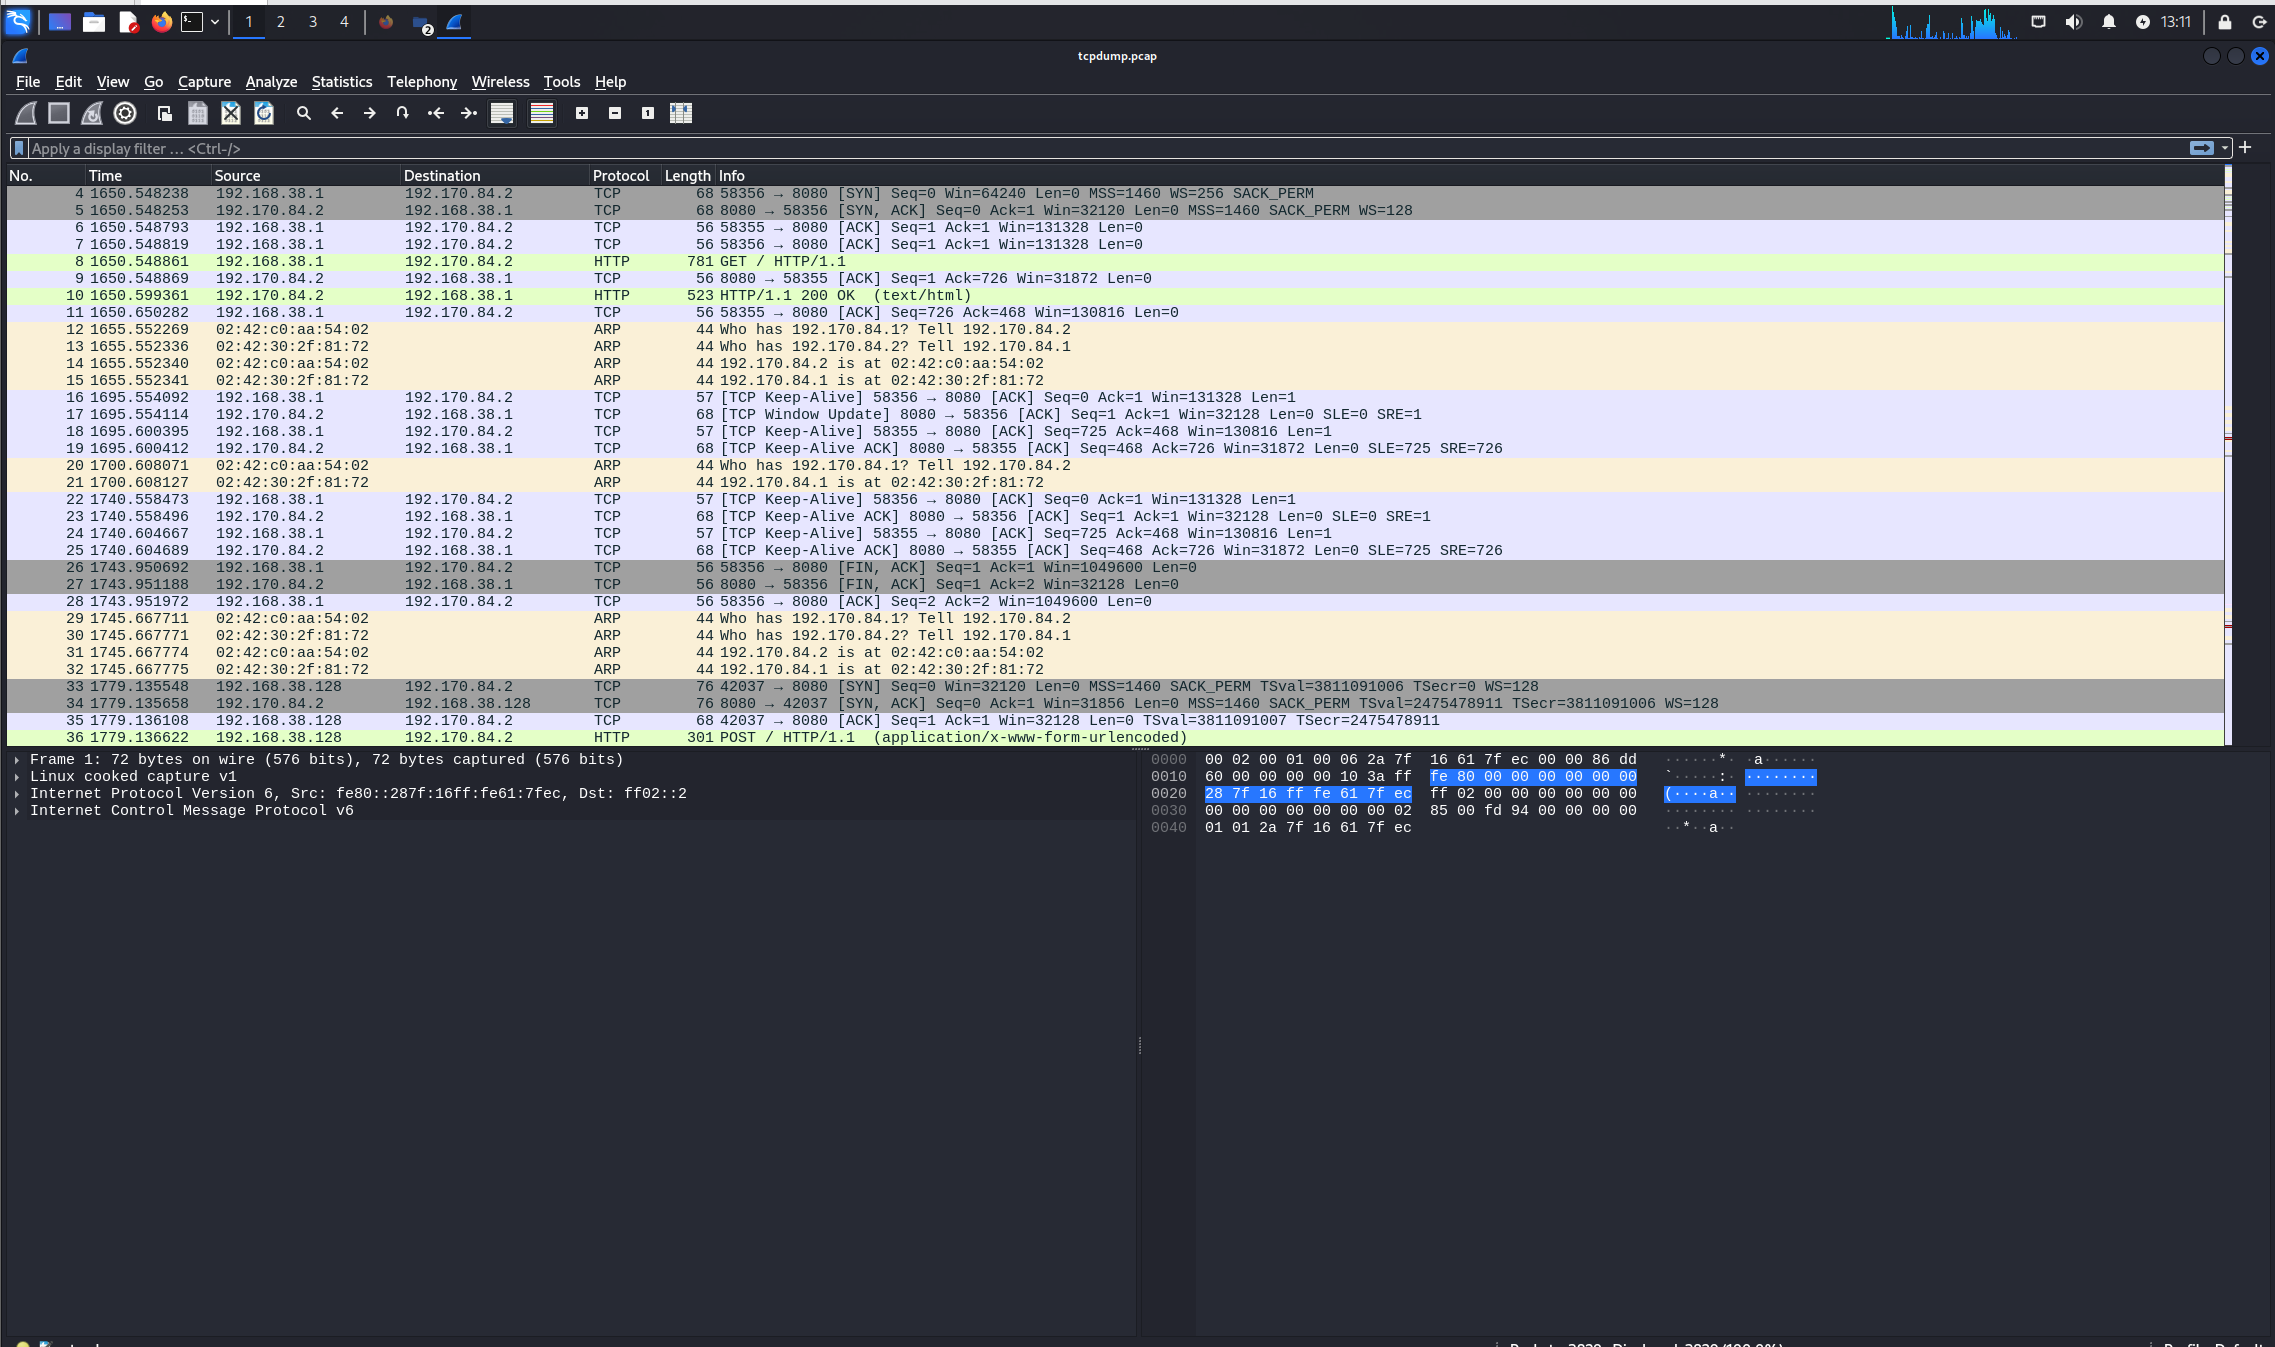 1 2 3 4 2 13:11
tcpdump.pcap
File Edit View Go Capture Analyze Statistics Telephony Wireless Tools Help
Apply a display filter … <Ctrl-/>
No. Time Source Destination Protocol Length Info
4 1650.548238 192.168.38.1 192.170.84.2 TCP 68 58356 → 8080 [SYN] Seq=0 Win=64240 Len=0 MSS=1460 WS=256 SACK_PERM
5 1650.548253 192.170.84.2 192.168.38.1 TCP 68 8080 → 58356 [SYN, ACK] Seq=0 Ack=1 Win=32120 Len=0 MSS=1460 SACK_PERM WS=128
6 1650.548793 192.168.38.1 192.170.84.2 TCP 56 58355 → 8080 [ACK] Seq=1 Ack=1 Win=131328 Len=0
7 1650.548819 192.168.38.1 192.170.84.2 TCP 56 58356 → 8080 [ACK] Seq=1 Ack=1 Win=131328 Len=0
8 1650.548861 192.168.38.1 192.170.84.2 HTTP 781 GET / HTTP/1.1
9 1650.548869 192.170.84.2 192.168.38.1 TCP 56 8080 → 58355 [ACK] Seq=1 Ack=726 Win=31872 Len=0
10 1650.599361 192.170.84.2 192.168.38.1 HTTP 523 HTTP/1.1 200 OK (text/html)
11 1650.650282 192.168.38.1 192.170.84.2 TCP 56 58355 → 8080 [ACK] Seq=726 Ack=468 Win=130816 Len=0
12 1655.552269 02:42:c0:aa:54:02 ARP 44 Who has 192.170.84.1? Tell 192.170.84.2
13 1655.552336 02:42:30:2f:81:72 ARP 44 Who has 192.170.84.2? Tell 192.170.84.1
14 1655.552340 02:42:c0:aa:54:02 ARP 44 192.170.84.2 is at 02:42:c0:aa:54:02
15 1655.552341 02:42:30:2f:81:72 ARP 44 192.170.84.1 is at 02:42:30:2f:81:72
16 1695.554092 192.168.38.1 192.170.84.2 TCP 57 [TCP Keep-Alive] 58356 → 8080 [ACK] Seq=0 Ack=1 Win=131328 Len=1
17 1695.554114 192.170.84.2 192.168.38.1 TCP 68 [TCP Window Update] 8080 → 58356 [ACK] Seq=1 Ack=1 Win=32128 Len=0 SLE=0 SRE=1
18 1695.600395 192.168.38.1 192.170.84.2 TCP 57 [TCP Keep-Alive] 58355 → 8080 [ACK] Seq=725 Ack=468 Win=130816 Len=1
19 1695.600412 192.170.84.2 192.168.38.1 TCP 68 [TCP Keep-Alive ACK] 8080 → 58355 [ACK] Seq=468 Ack=726 Win=31872 Len=0 SLE=725 SRE=726
20 1700.608071 02:42:c0:aa:54:02 ARP 44 Who has 192.170.84.1? Tell 192.170.84.2
21 1700.608127 02:42:30:2f:81:72 ARP 44 192.170.84.1 is at 02:42:30:2f:81:72
22 1740.558473 192.168.38.1 192.170.84.2 TCP 57 [TCP Keep-Alive] 58356 → 8080 [ACK] Seq=0 Ack=1 Win=131328 Len=1
23 1740.558496 192.170.84.2 192.168.38.1 TCP 68 [TCP Keep-Alive ACK] 8080 → 58356 [ACK] Seq=1 Ack=1 Win=32128 Len=0 SLE=0 SRE=1
24 1740.604667 192.168.38.1 192.170.84.2 TCP 57 [TCP Keep-Alive] 58355 → 8080 [ACK] Seq=725 Ack=468 Win=130816 Len=1
25 1740.604689 192.170.84.2 192.168.38.1 TCP 68 [TCP Keep-Alive ACK] 8080 → 58355 [ACK] Seq=468 Ack=726 Win=31872 Len=0 SLE=725 SRE=726
26 1743.950692 192.168.38.1 192.170.84.2 TCP 56 58356 → 8080 [FIN, ACK] Seq=1 Ack=1 Win=1049600 Len=0
27 1743.951188 192.170.84.2 192.168.38.1 TCP 56 8080 → 58356 [FIN, ACK] Seq=1 Ack=2 Win=32128 Len=0
28 1743.951972 192.168.38.1 192.170.84.2 TCP 56 58356 → 8080 [ACK] Seq=2 Ack=2 Win=1049600 Len=0
29 1745.667711 02:42:c0:aa:54:02 ARP 44 Who has 192.170.84.1? Tell 192.170.84.2
30 1745.667771 02:42:30:2f:81:72 ARP 44 Who has 192.170.84.2? Tell 192.170.84.1
31 1745.667774 02:42:c0:aa:54:02 ARP 44 192.170.84.2 is at 02:42:c0:aa:54:02
32 1745.667775 02:42:30:2f:81:72 ARP 44 192.170.84.1 is at 02:42:30:2f:81:72
33 1779.135548 192.168.38.128 192.170.84.2 TCP 76 42037 → 8080 [SYN] Seq=0 Win=32120 Len=0 MSS=1460 SACK_PERM TSval=3811091006 TSecr=0 WS=128
34 1779.135658 192.170.84.2 192.168.38.128 TCP 76 8080 → 42037 [SYN, ACK] Seq=0 Ack=1 Win=31856 Len=0 MSS=1460 SACK_PERM TSval=2475478911 TSecr=3811091006 WS=128
35 1779.136108 192.168.38.128 192.170.84.2 TCP 68 42037 → 8080 [ACK] Seq=1 Ack=1 Win=32128 Len=0 TSval=3811091007 TSecr=2475478911
36 1779.136622 192.168.38.128 192.170.84.2 HTTP 301 POST / HTTP/1.1 (application/x-www-form-urlencoded)
Frame 1: 72 bytes on wire (576 bits), 72 bytes captured (576 bits)
Linux cooked capture v1
Internet Protocol Version 6, Src: fe80::287f:16ff:fe61:7fec, Dst: ff02::2
Internet Control Message Protocol v6
0000 00 02 00 01 00 06 2a 7f 16 61 7f ec 00 00 86 dd ······*· ·a······
0010 60 00 00 00 00 10 3a ff fe 80 00 00 00 00 00 00 `·····:· ········
0020 28 7f 16 ff fe 61 7f ec ff 02 00 00 00 00 00 00 (····a·· ········
0030 00 00 00 00 00 00 00 02 85 00 fd 94 00 00 00 00 ········ ········
0040 01 01 2a 7f 16 61 7f ec ··*··a··